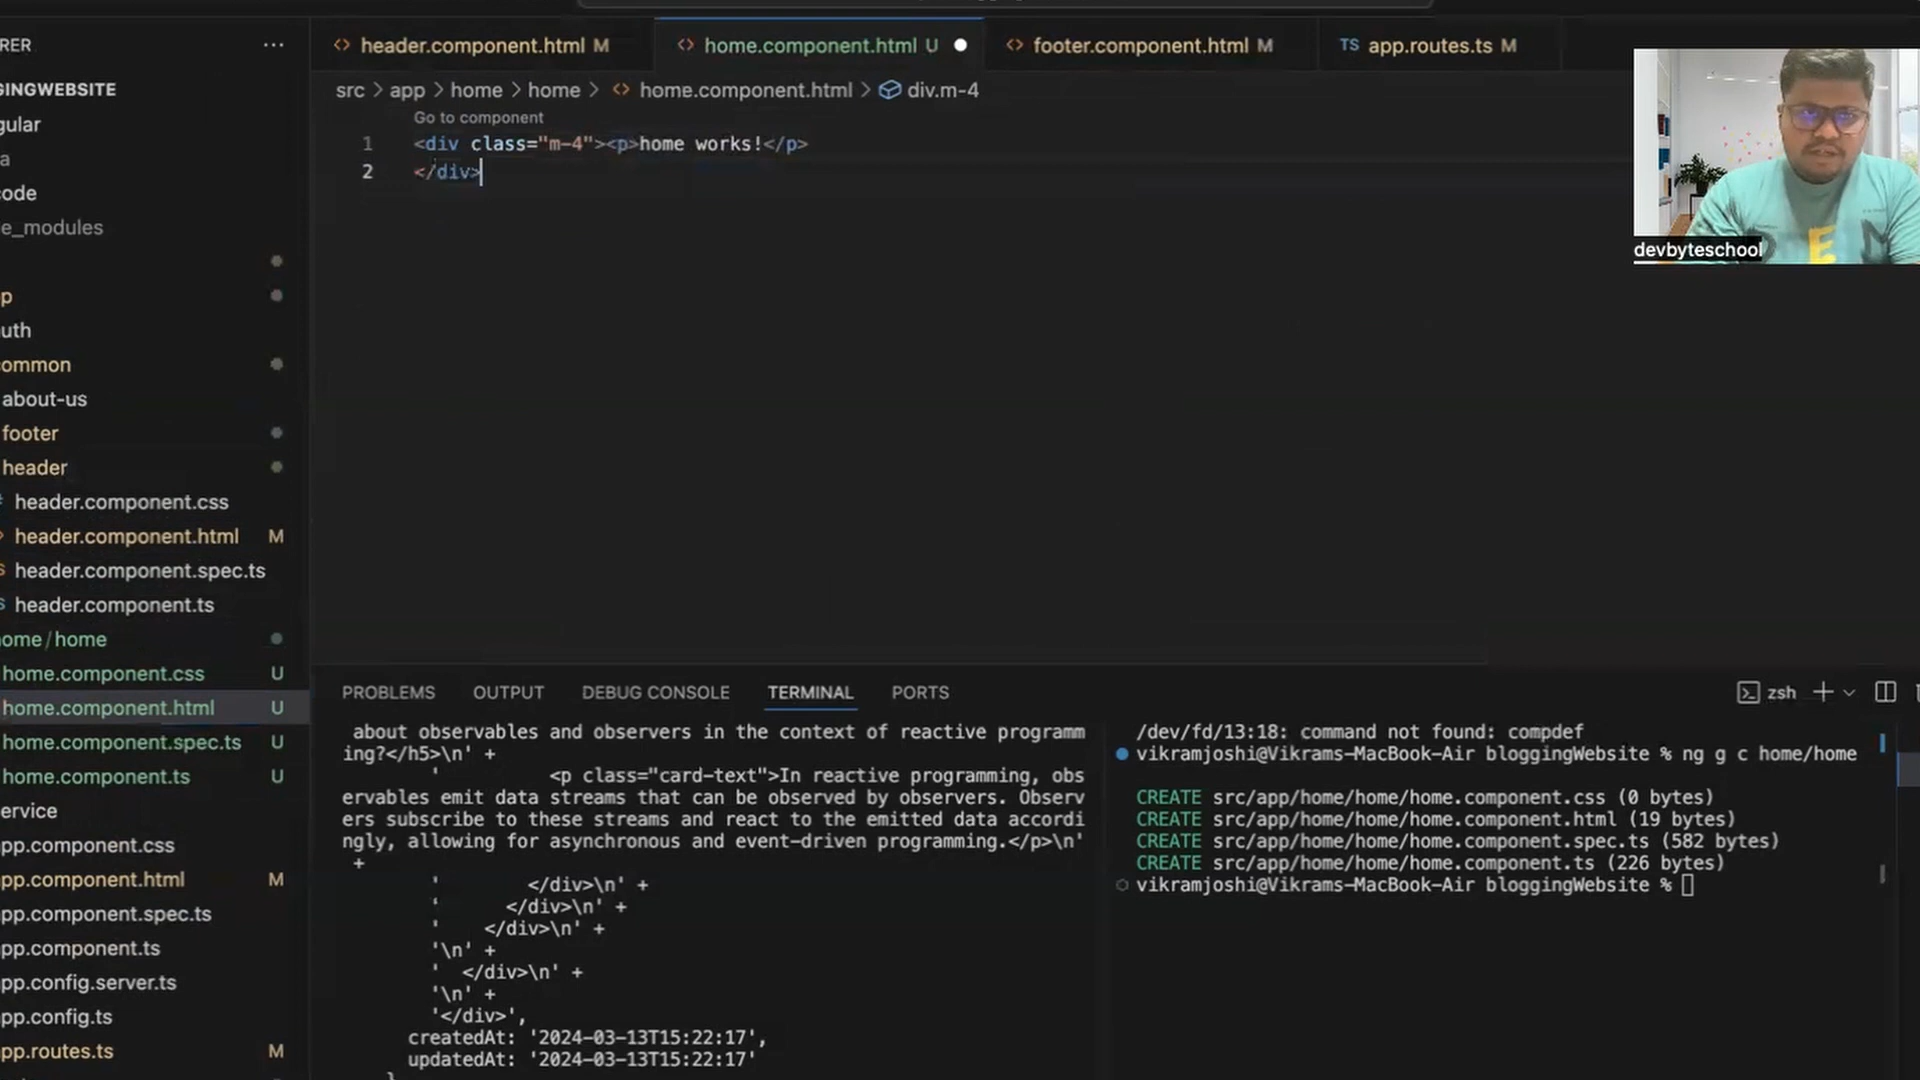 RER ···
header.component.html M
home.component.html U
footer.component.html M
TS app.routes.ts M
GINGWEBSITE
src > app > home > home > home.component.html > div.m-4
Go to component
1 <div class="m-4"><p>home works!</p>
2 </div>
devbyteschool
gular
a
code
e_modules
p
uth
ommon
about-us
footer
header
header.component.css
header.component.html M
header.component.spec.ts
header.component.ts
ome/home
home.component.css U
home.component.html U
home.component.spec.ts U
home.component.ts U
ervice
pp.component.css
pp.component.html M
pp.component.spec.ts
pp.component.ts
pp.config.server.ts
pp.config.ts
pp.routes.ts M
PROBLEMS OUTPUT DEBUG CONSOLE TERMINAL PORTS
zsh
about observables and observers in the context of reactive programm
ing?</h5>\n' +
' <p class="card-text">In reactive programming, obs
ervables emit data streams that can be observed by observers. Observ
ers subscribe to these streams and react to the emitted data accordi
ngly, allowing for asynchronous and event-driven programming.</p>\n'
+
' </div>\n' +
' </div>\n' +
' </div>\n' +
'\n' +
' </div>\n' +
'\n' +
'</div>',
createdAt: '2024-03-13T15:22:17',
updatedAt: '2024-03-13T15:22:17'
/dev/fd/13:18: command not found: compdef
vikramjoshi@Vikrams-MacBook-Air bloggingWebsite % ng g c home/home
CREATE src/app/home/home/home.component.css (0 bytes)
CREATE src/app/home/home/home.component.html (19 bytes)
CREATE src/app/home/home/home.component.spec.ts (582 bytes)
CREATE src/app/home/home/home.component.ts (226 bytes)
vikramjoshi@Vikrams-MacBook-Air bloggingWebsite %